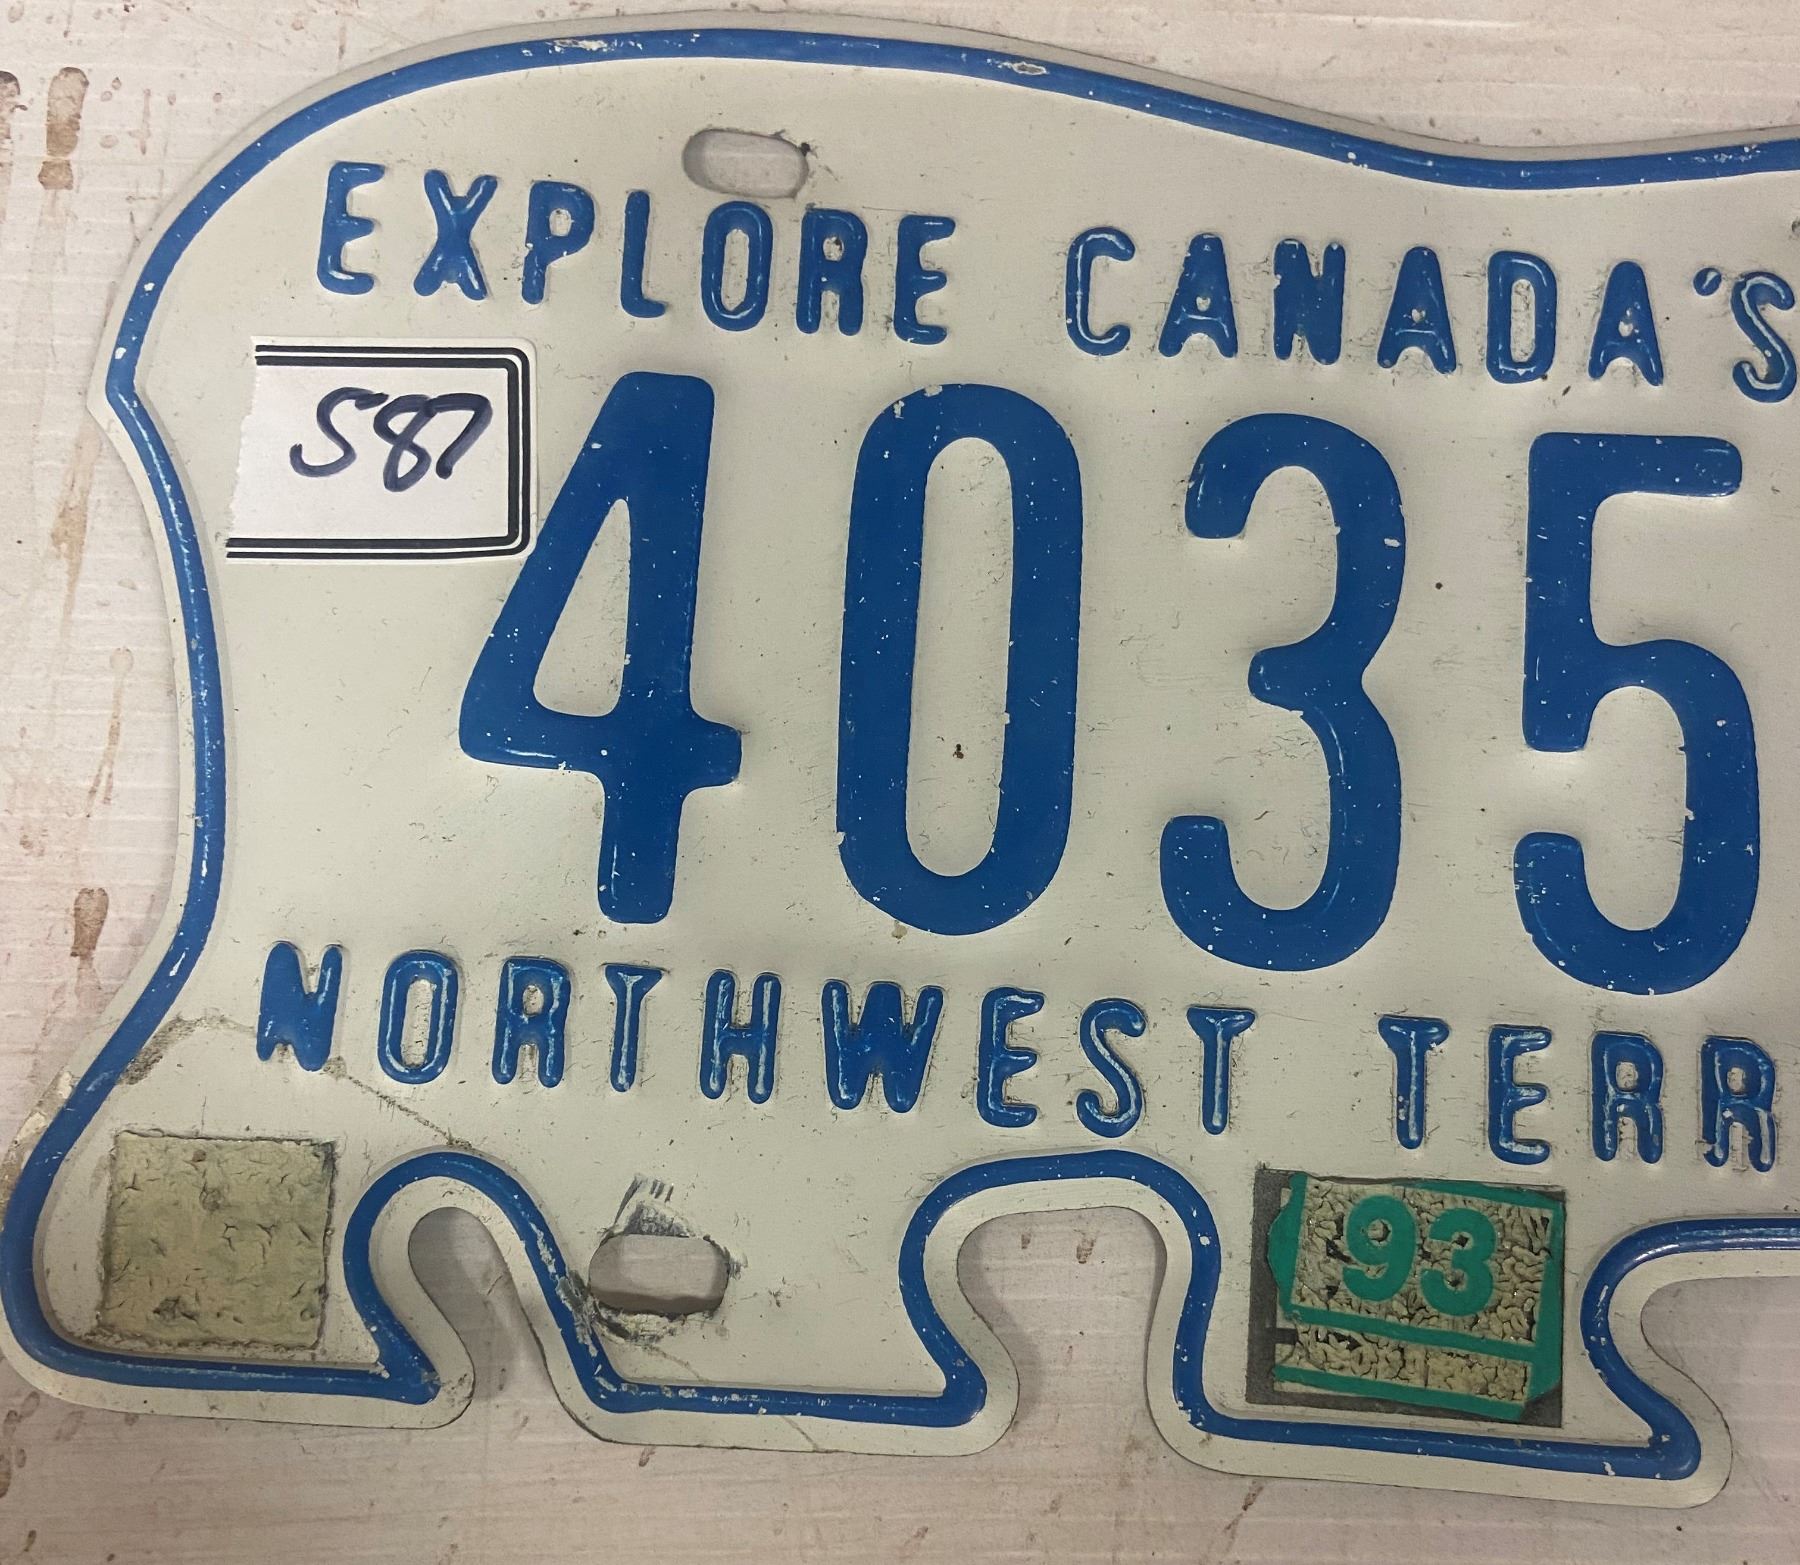 EXPLORE CANADA'S
587
4035
NORTHWEST TERR
93